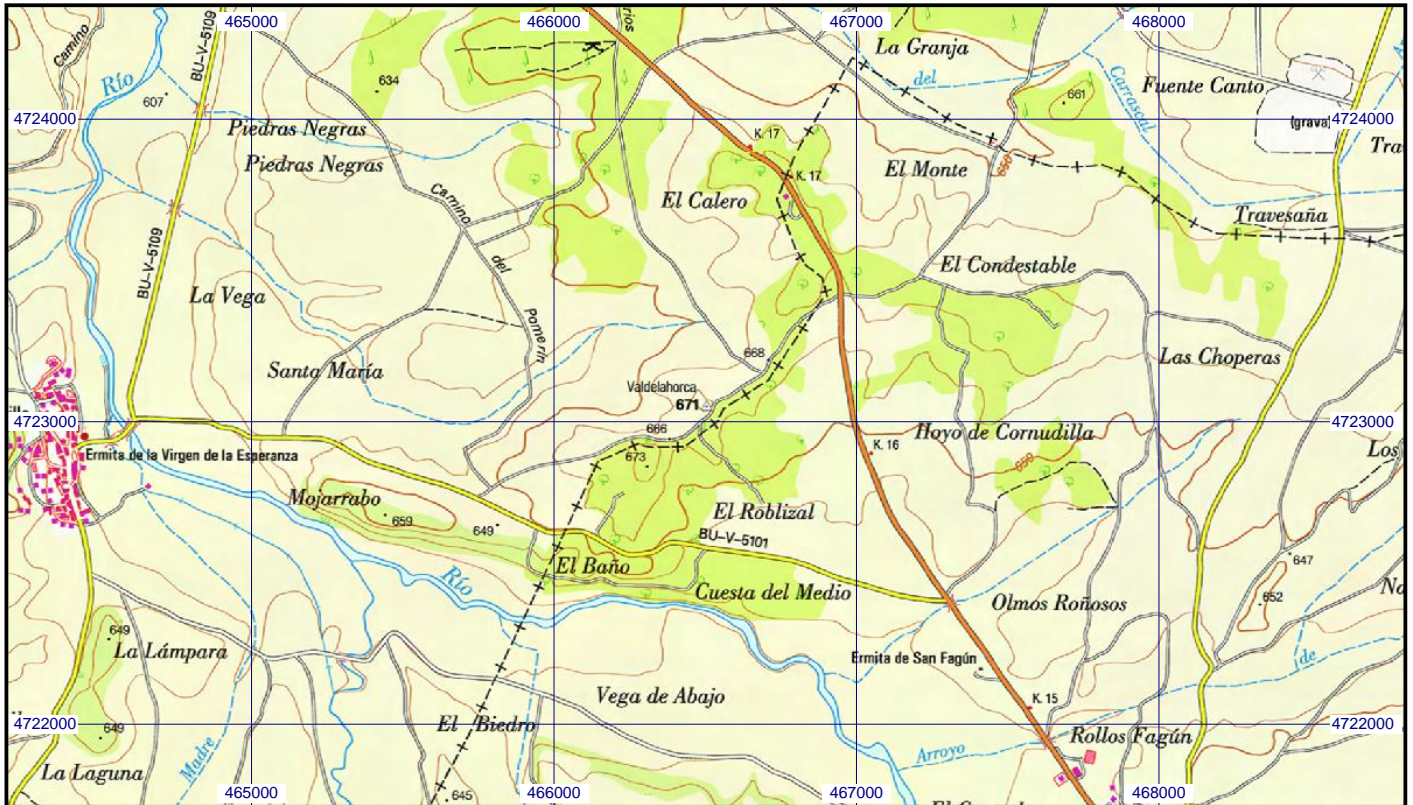 465000
466000
467000
468000
Camino
Río
BU-V-5109
634
607
rios
La Granja
del
Carrascal
661
Fuente Canto
(grava)
4724000
4724000
Piedras Negras
Piedras Negras
K. 17
K. 17
El Monte
650
Tra
El Calero
Camino
del
Pomerín
Travesaña
BU-V-5109
La Vega
El Condestable
Santa María
668
Las Choperas
Valdelahorca
671
4723000
4723000
666
Hoyo de Cornudilla
K. 16
Ermita de la Virgen de la Esperanza
673
650
Los
Mojarrabo
659
649
El Roblizal
BU-V-5101
El Baño
647
Río
Cuesta del Medio
652
Olmos Roñosos
No
649
La Lámpara
Ermita de San Fagún
de
Vega de Abajo
K. 15
4722000
4722000
649
El Biedro
Rollos Fagún
Madre
Arroyo
La Laguna
645
465000
466000
467000
468000